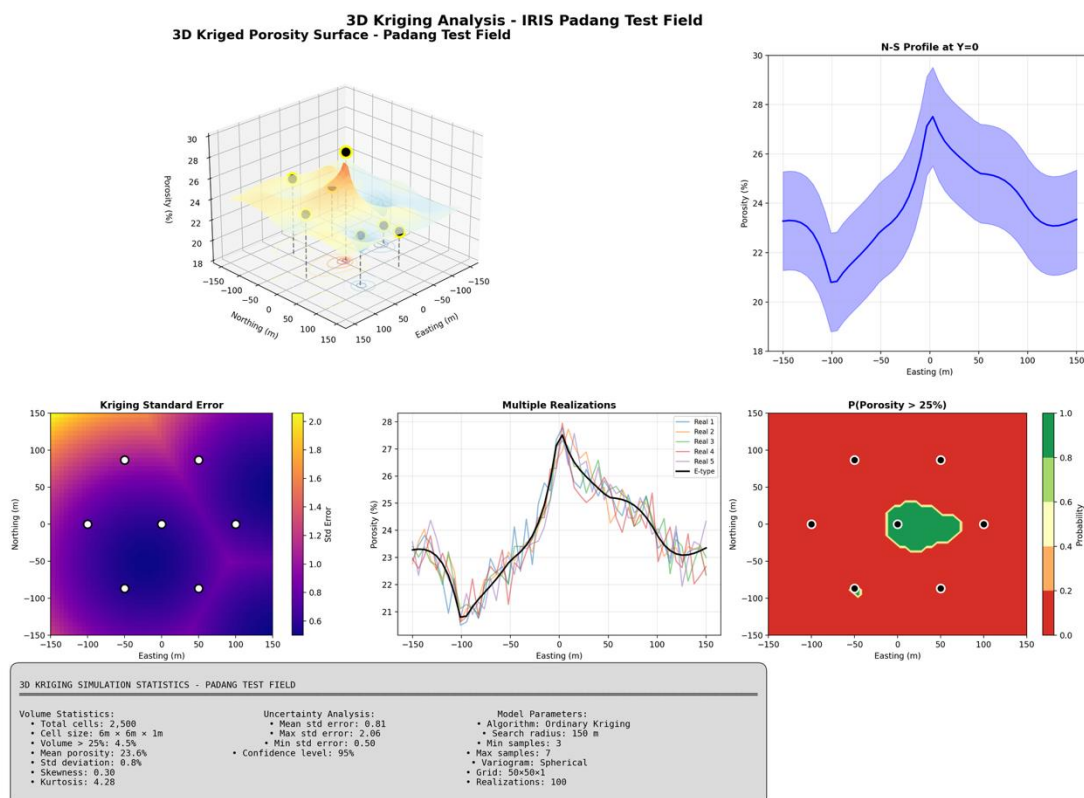 3D Kriging Analysis - IRIS Padang Test Field
3D Kriged Porosity Surface - Padang Test Field
30
28
26
24
22
20
18
Porosity (%)
−150
−100
−50
0
50
100
150
Northing (m)
−150
−100
−50
0
50
100
150
Easting (m)
N-S Profile at Y=0
30
28
26
24
22
20
18
Porosity (%)
−150 −100 −50 0 50 100 150
Easting (m)
Kriging Standard Error
150
100
50
0
−50
−100
−150
Northing (m)
−150 −100 −50 0 50 100 150
Easting (m)
2.0
1.8
1.6
1.4
1.2
1.0
0.8
0.6
Std Error
Multiple Realizations
28
27
26
25
24
23
22
21
Porosity (%)
−150 −100 −50 0 50 100 150
Easting (m)
Real 1
Real 2
Real 3
Real 4
Real 5
E-type
P(Porosity > 25%)
150
100
50
0
−50
−100
−150
Northing (m)
−150 −100 −50 0 50 100 150
Easting (m)
1.0
0.8
0.6
0.4
0.2
0.0
Probability
3D KRIGING SIMULATION STATISTICS - PADANG TEST FIELD
Volume Statistics:
• Total cells: 2,500
• Cell size: 6m × 6m × 1m
• Volume > 25%: 4.5%
• Mean porosity: 23.6%
• Std deviation: 0.8%
• Skewness: 0.30
• Kurtosis: 4.28
Uncertainty Analysis:
• Mean std error: 0.81
• Max std error: 2.06
• Min std error: 0.50
• Confidence level: 95%
Model Parameters:
• Algorithm: Ordinary Kriging
• Search radius: 150 m
• Min samples: 3
• Max samples: 7
• Variogram: Spherical
• Grid: 50×50×1
• Realizations: 100